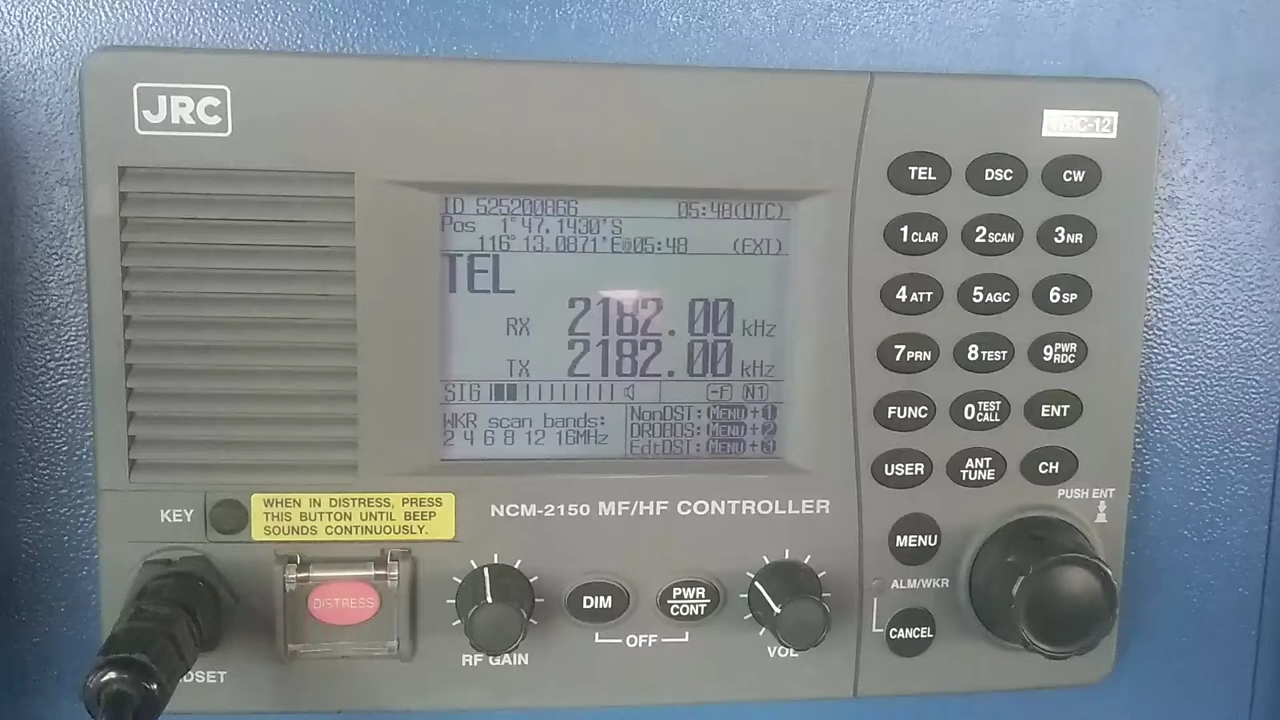 JRC
WRC-12
ID 525200866 05:48(UTC)
Pos 1°47.1430'S
116°13.0871'E@05:48 (EXT)
TEL
RX 2182.00 kHz
TX 2182.00 kHz
SIG -F N1
WKR scan bands:
2 4 6 8 12 16MHz
NonDST: MENU + 1
DROBOS: MENU + 2
EdtDST: MENU + 3
TEL DSC CW
1CLAR 2SCAN 3NR
4ATT 5AGC 6SP
7PRN 8TEST 9PWR RDC
FUNC 0TEST CALL ENT
USER ANT TUNE CH
PUSH ENT
MENU
ALM/WKR
CANCEL
NCM-2150 MF/HF CONTROLLER
KEY
WHEN IN DISTRESS, PRESS
THIS BUTTON UNTIL BEEP
SOUNDS CONTINUOUSLY.
DISTRESS
RF GAIN
DIM
PWR
CONT
OFF
VOL
DSET